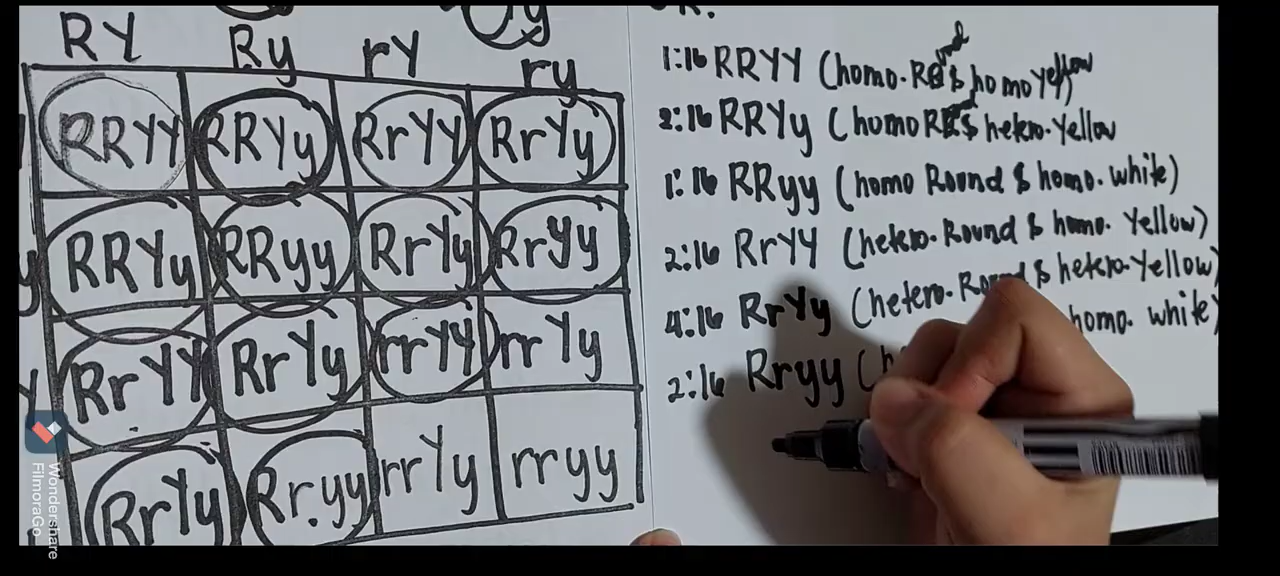 RY Ry rY ry
RRYY RRYy RrYY RrYy
RRYy RRyy RrYy Rryy
RrYY RrYy rrYY rrYy
RrYy Rryy rrYy rryy
1:16 RRYY (homo. Round & homo Yellow)
2:16 RRYy (homo & hetero. Yellow
1:16 RRyy (homo Round & homo. white)
2:16 RrYY (hetero. Round & homo. Yellow)
4:16 RrYy (hetero. Round & hetero. Yellow)
2:16 Rryy (h homo. white)
Wondershare
FilmoraGo